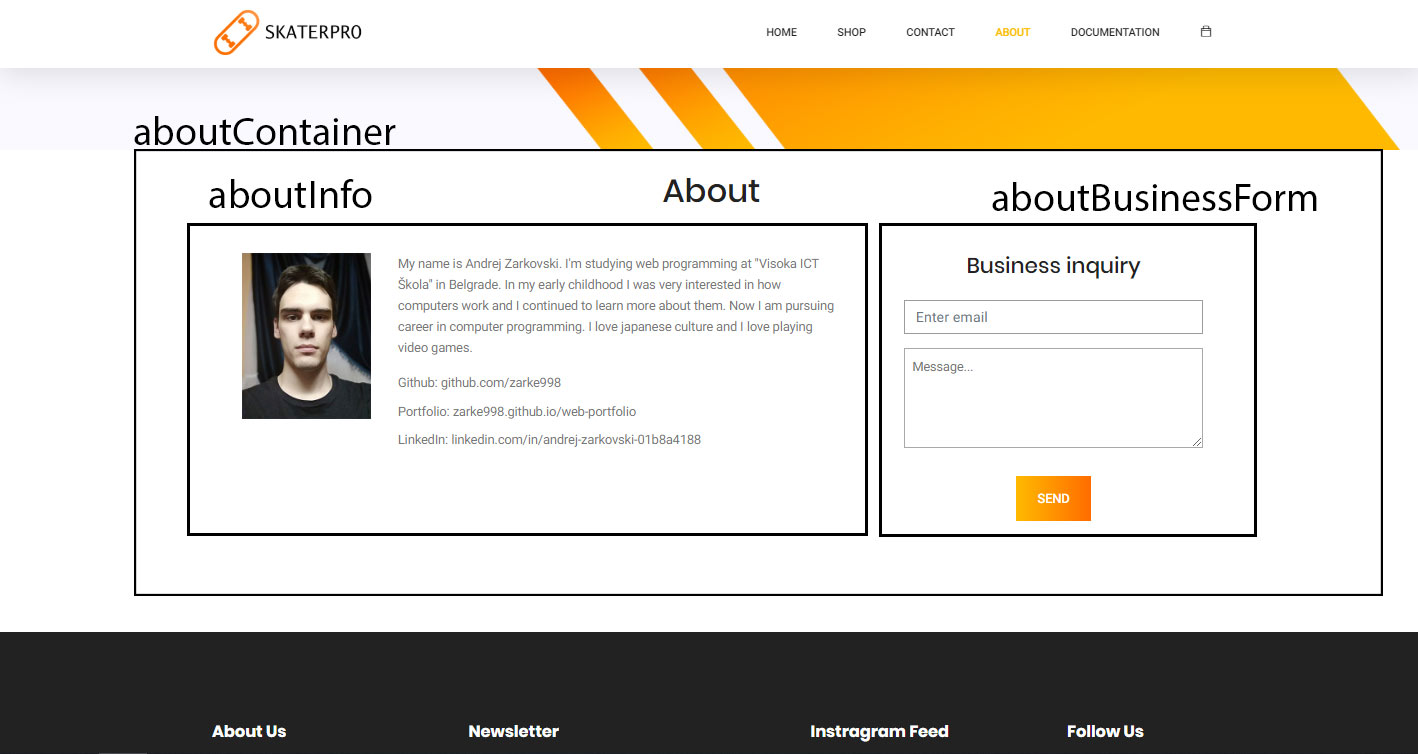 SKATERPRO
HOME SHOP CONTACT ABOUT DOCUMENTATION
aboutContainer
aboutInfo
About
aboutBusinessForm
My name is Andrej Zarkovski. I'm studying web programming at "Visoka ICT
Škola" in Belgrade. In my early childhood I was very interested in how
computers work and I continued to learn more about them. Now I am pursuing
career in computer programming. I love japanese culture and I love playing
video games.
Github: github.com/zarke998
Portfolio: zarke998.github.io/web-portfolio
LinkedIn: linkedin.com/in/andrej-zarkovski-01b8a4188
Business inquiry
Enter email
Message...
SEND
About Us
Newsletter
Instragram Feed
Follow Us